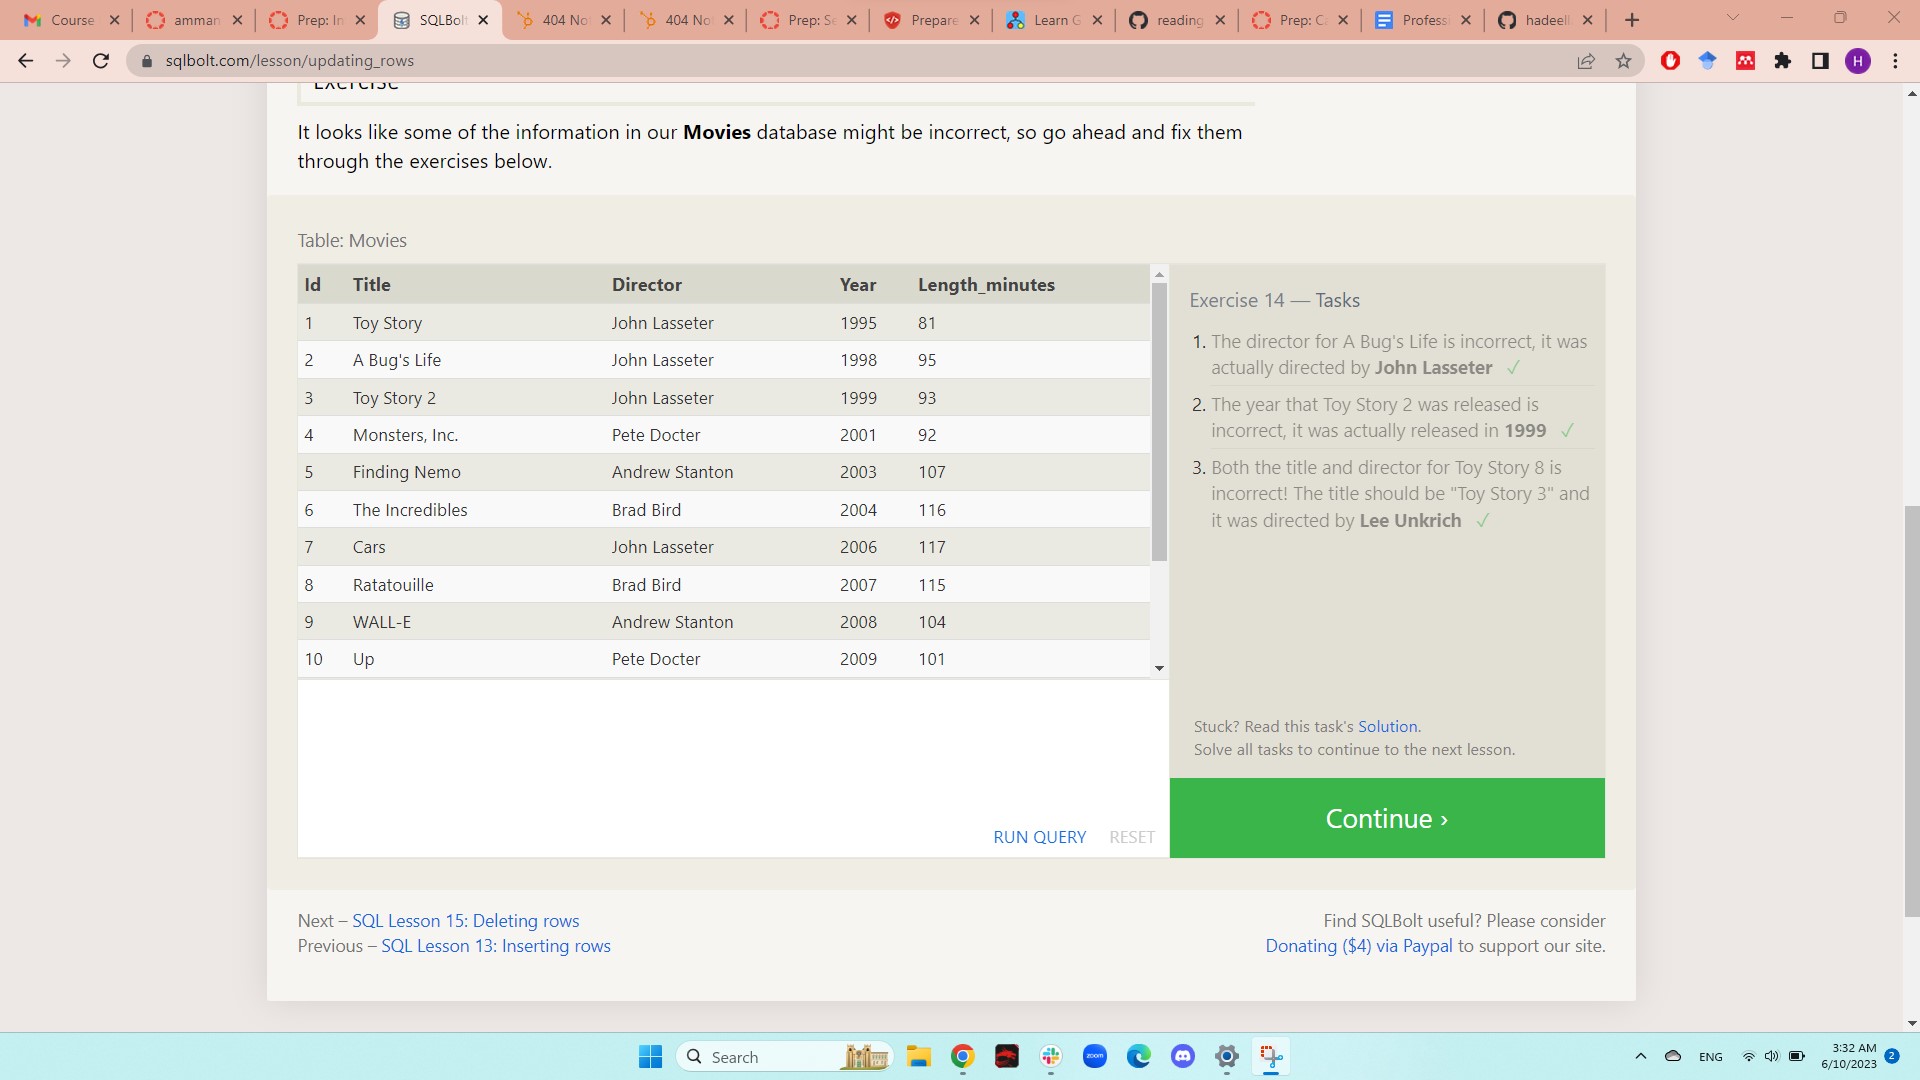 Course
amman
Prep: In
SQLBolt
404 No
404 No
Prep: Se
Prepare
Learn G
reading
Prep: C
Profess
hadeell
sqlbolt.com/lesson/updating_rows
H
Exercise
It looks like some of the information in our Movies database might be incorrect, so go ahead and fix them
through the exercises below.
Table: Movies
Id Title Director Year Length_minutes
1 Toy Story John Lasseter 1995 81
2 A Bug's Life John Lasseter 1998 95
3 Toy Story 2 John Lasseter 1999 93
4 Monsters, Inc. Pete Docter 2001 92
5 Finding Nemo Andrew Stanton 2003 107
6 The Incredibles Brad Bird 2004 116
7 Cars John Lasseter 2006 117
8 Ratatouille Brad Bird 2007 115
9 WALL-E Andrew Stanton 2008 104
10 Up Pete Docter 2009 101
RUN QUERY RESET
Exercise 14 — Tasks
1. The director for A Bug's Life is incorrect, it was
actually directed by John Lasseter ✓
2. The year that Toy Story 2 was released is
incorrect, it was actually released in 1999 ✓
3. Both the title and director for Toy Story 8 is
incorrect! The title should be "Toy Story 3" and
it was directed by Lee Unkrich ✓
Stuck? Read this task's Solution.
Solve all tasks to continue to the next lesson.
Continue ›
Next – SQL Lesson 15: Deleting rows
Previous – SQL Lesson 13: Inserting rows
Find SQLBolt useful? Please consider
Donating ($4) via Paypal to support our site.
Search
zoom
ENG
3:32 AM
6/10/2023
2